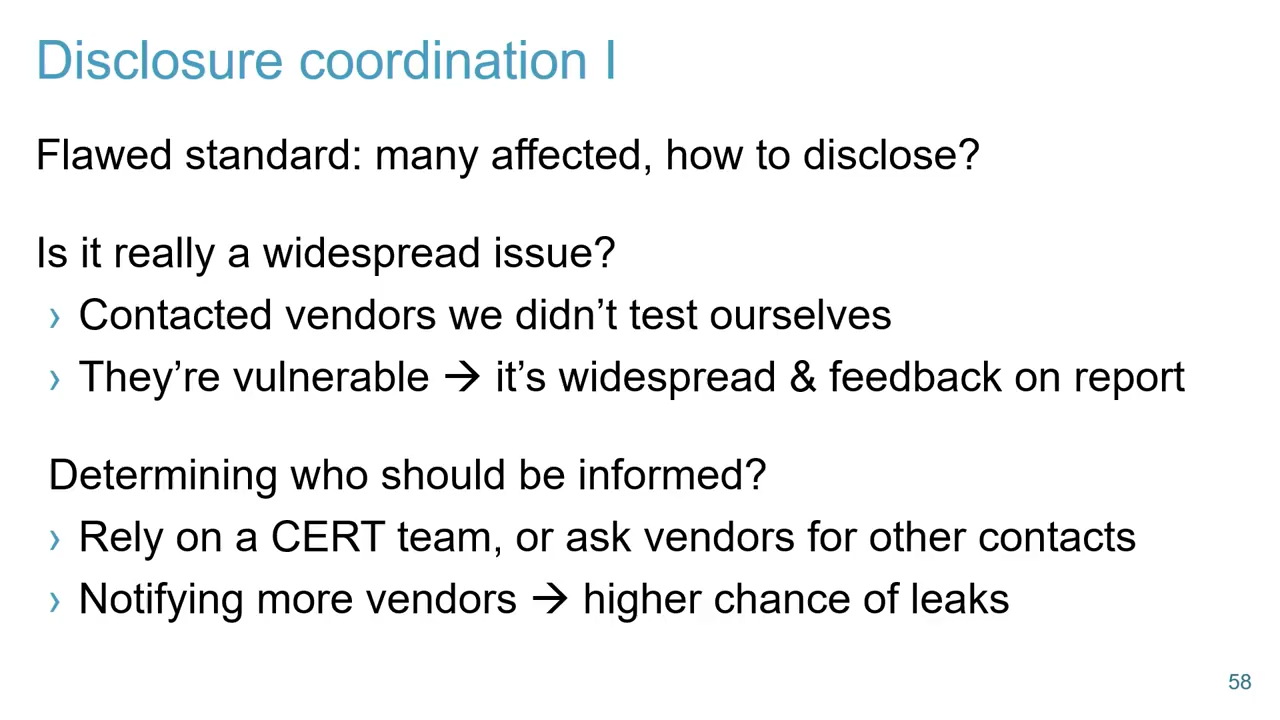 Disclosure coordination I
Flawed standard: many affected, how to disclose?
Is it really a widespread issue?
› Contacted vendors we didn’t test ourselves
› They’re vulnerable → it’s widespread & feedback on report
Determining who should be informed?
› Rely on a CERT team, or ask vendors for other contacts
› Notifying more vendors → higher chance of leaks
58